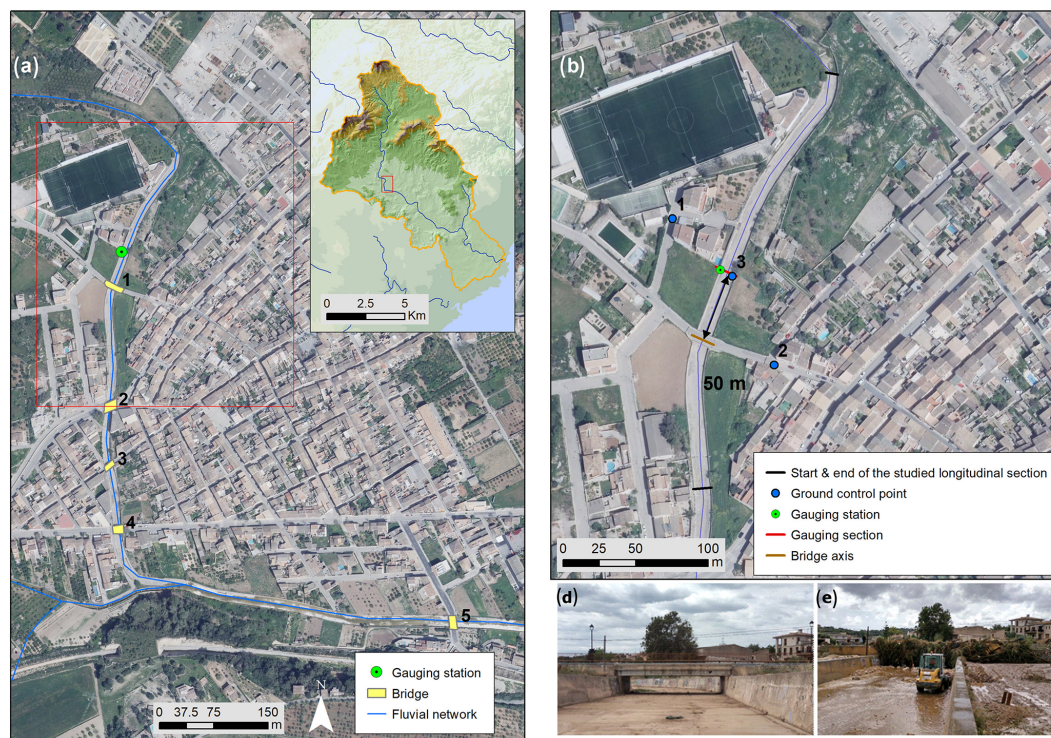 (a)
0 2.5 5
Km
1
2
3
4
5
Gauging station
Bridge
Fluvial network
0 37.5 75 150
m
N
(b)
1
3
2
50 m
Start & end of the studied longitudinal section
Ground control point
Gauging station
Gauging section
Bridge axis
0 25 50 100
m
(d)
(e)